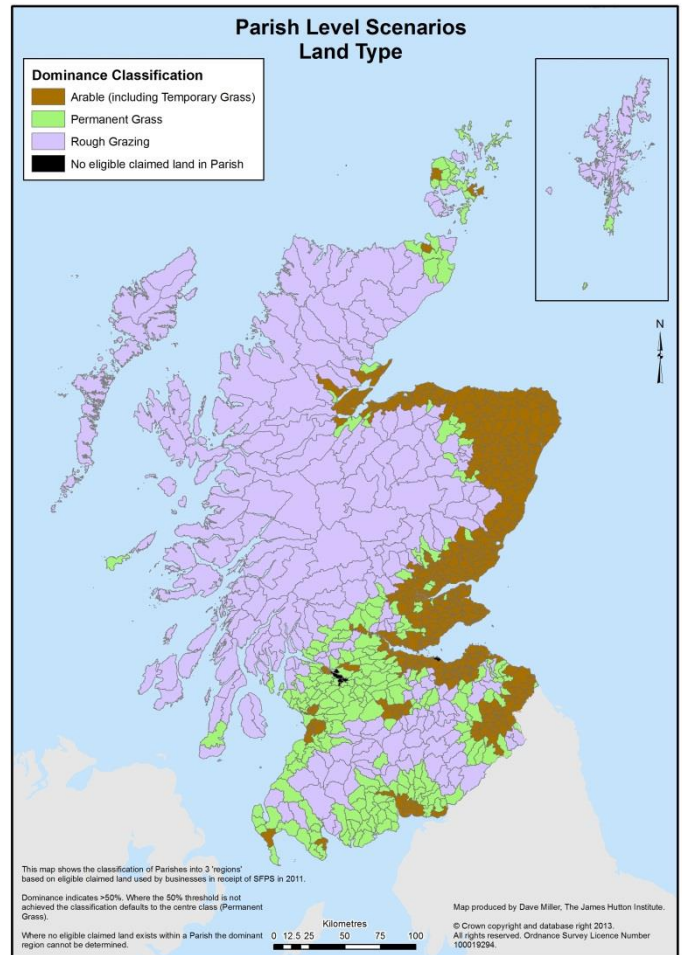 Parish Level Scenarios
Land Type
Dominance Classification
Arable (including Temporary Grass)
Permanent Grass
Rough Grazing
No eligible claimed land in Parish
N
This map shows the classification of Parishes into 3 'regions'
based on eligible claimed land used by businesses in receipt of SFPS in 2011.
Dominance indicates >50%. Where the 50% threshold is not
achieved the classification defaults to the centre class (Permanent
Grass).
Where no eligible claimed land exists within a Parish the dominant
region cannot be determined.
Kilometres
0 12.5 25 50 75 100
Map produced by Dave Miller, The James Hutton Institute.
© Crown copyright and database right 2013.
All rights reserved. Ordnance Survey Licence Number
100019294.